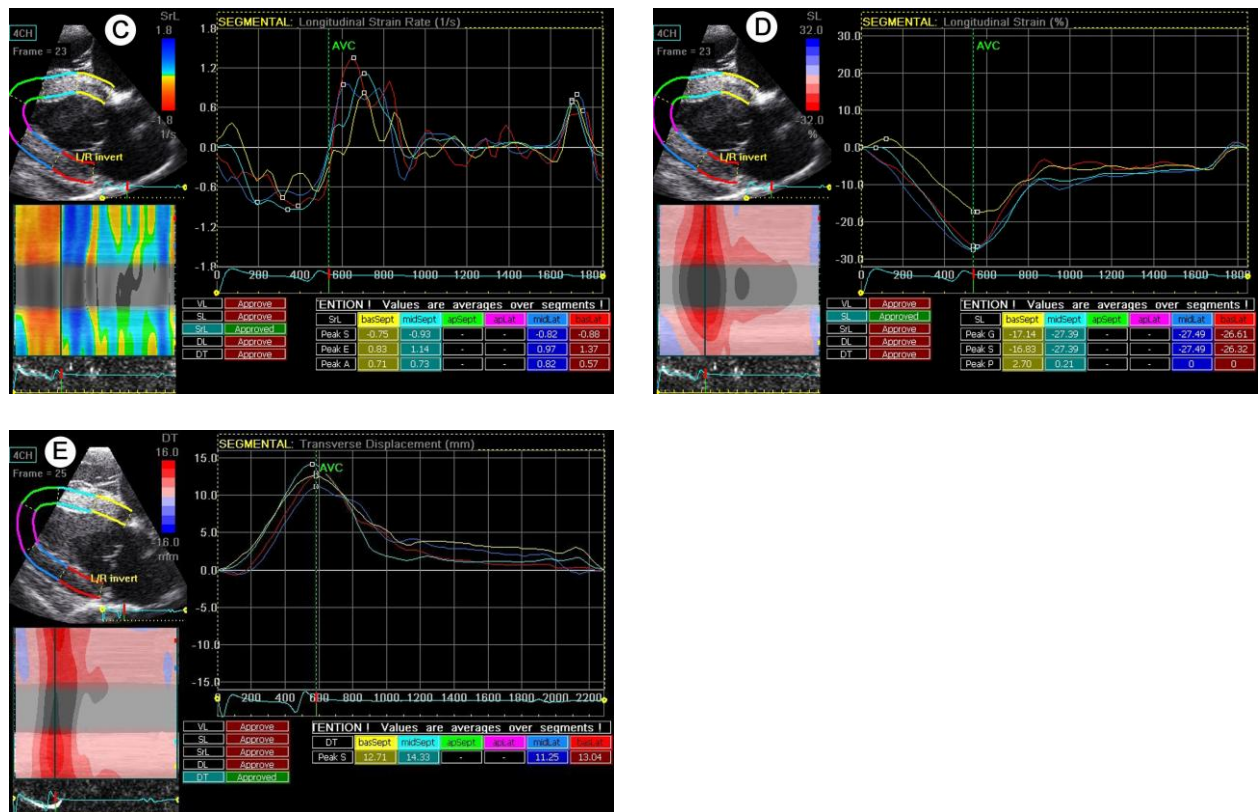 C
4CH
Frame = 23
SrL
1.8
-1.8
1/s
L/R invert
SEGMENTAL: Longitudinal Strain Rate (1/s)
AVC
1.8
1.2
0.6
0.0
-0.6
-1.2
-1.8
0 200 400 600 800 1000 1200 1400 1600 1800
VL Approve
SL Approve
SrL Approved
DL Approve
DT Approve
ENTION ! Values are averages over segments !
SrL basSept midSept apSept apLat midLat basLat
Peak S -0.75 -0.93 - - -0.82 -0.88
Peak E 0.83 1.14 - - 0.97 1.37
Peak A 0.71 0.73 - - 0.82 0.57
D
4CH
Frame = 23
SL
32.0
-32.0
%
L/R invert
SEGMENTAL: Longitudinal Strain (%)
AVC
30.0
20.0
10.0
0.0
-10.0
-20.0
-30.0
0 200 400 600 800 1000 1200 1400 1600 1800
VL Approve
SL Approved
SrL Approve
DL Approve
DT Approve
ENTION ! Values are averages over segments !
SL basSept midSept apSept apLat midLat basLat
Peak G -17.14 -27.39 - - -27.49 -26.61
Peak S -16.83 -27.39 - - -27.49 -26.32
Peak P 2.70 0.21 - - 0 0
E
4CH
Frame = 25
DT
16.0
-16.0
mm
L/R invert
SEGMENTAL: Transverse Displacement (mm)
AVC
15.0
10.0
5.0
0.0
-5.0
-10.0
-15.0
0 200 400 600 800 1000 1200 1400 1600 1800 2000 2200
VL Approve
SL Approve
SrL Approve
DL Approve
DT Approved
TENTION ! Values are averages over segments !
DT basSept midSept apSept apLat midLat basLat
Peak S 12.71 14.33 - - 11.25 13.04